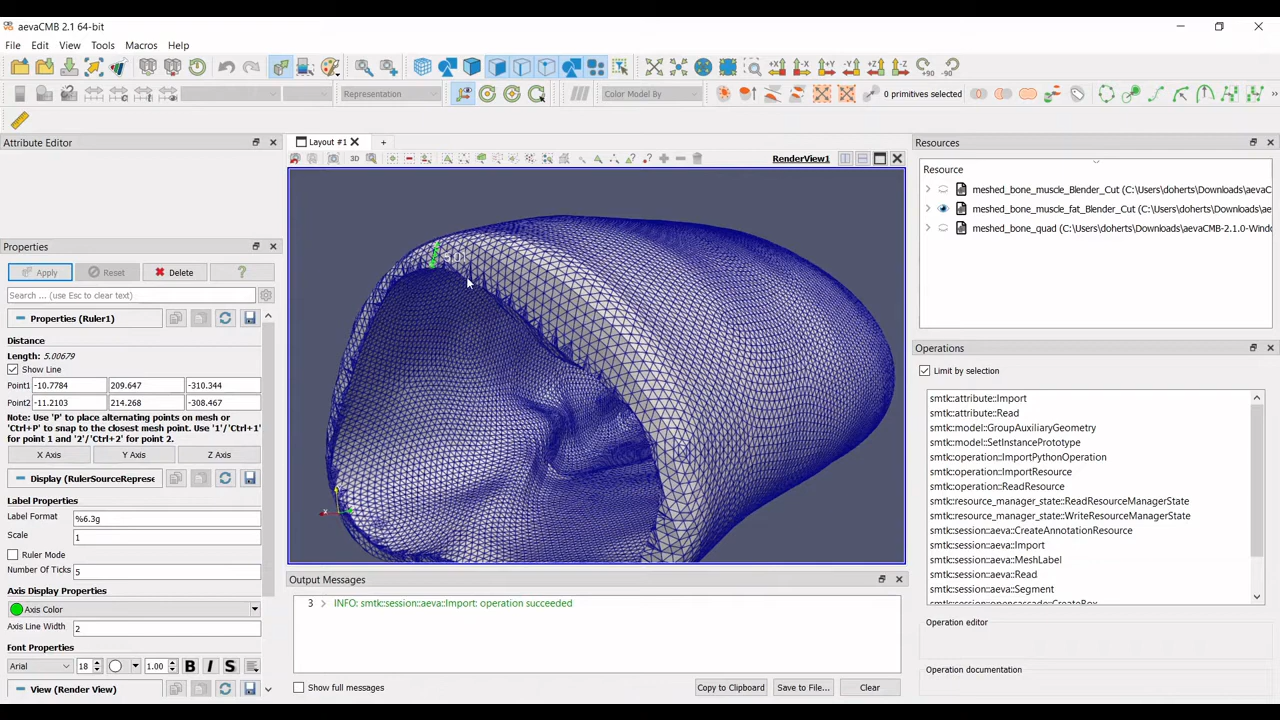 aevaCMB 2.1 64-bit
File Edit View Tools Macros Help
Representation
Color Model By
0 primitives selected
+X -X +Y -Y +Z -Z +90 -90
Attribute Editor
Properties
Apply Reset Delete ?
Search ... (use Esc to clear text)
Properties (Ruler1)
Distance
Length: 5.00679
Show Line
Point1 -10.7784 209.647 -310.344
Point2 -11.2103 214.268 -308.467
Note: Use 'P' to place alternating points on mesh or
'Ctrl+P' to snap to the closest mesh point. Use '1'/'Ctrl+1'
for point 1 and '2'/'Ctrl+2' for point 2.
X Axis Y Axis Z Axis
Display (RulerSourceReprese
Label Properties
Label Format %6.3g
Scale 1
Ruler Mode
Number Of Ticks 5
Axis Display Properties
Axis Color
Axis Line Width 2
Font Properties
Arial 18 1.00 B I S
View (Render View)
Layout #1 +
3D RenderView1
5.01
X
Output Messages
3 > INFO: smtk::session::aeva::Import: operation succeeded
Show full messages
Copy to Clipboard Save to File... Clear
Resources
Resource
meshed_bone_muscle_Blender_Cut (C:\Users\doherts\Downloads\aevaC
meshed_bone_muscle_fat_Blender_Cut (C:\Users\doherts\Downloads\ae
meshed_bone_quad (C:\Users\doherts\Downloads\aevaCMB-2.1.0-Windo
Operations
Limit by selection
smtk::attribute::Import
smtk::attribute::Read
smtk::model::GroupAuxiliaryGeometry
smtk::model::SetInstancePrototype
smtk::operation::ImportPythonOperation
smtk::operation::ImportResource
smtk::operation::ReadResource
smtk::resource_manager_state::ReadResourceManagerState
smtk::resource_manager_state::WriteResourceManagerState
smtk::session::aeva::CreateAnnotationResource
smtk::session::aeva::Import
smtk::session::aeva::MeshLabel
smtk::session::aeva::Read
smtk::session::aeva::Segment
smtk::session::opencascade::CreateBox
Operation editor
Operation documentation